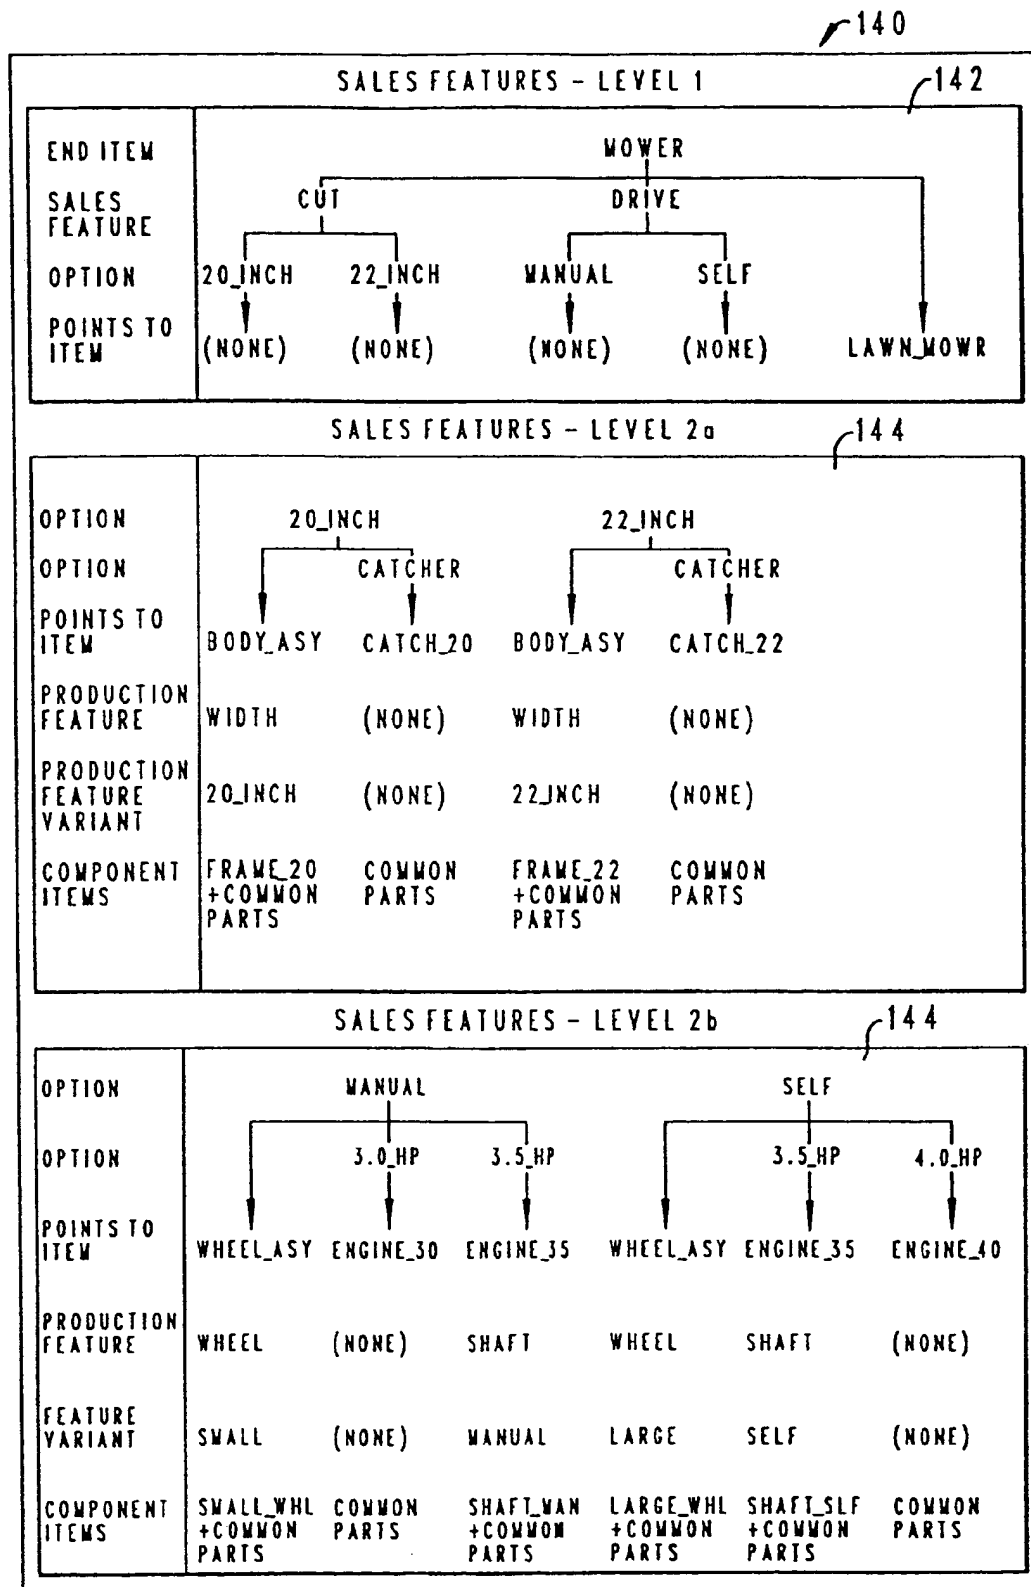 140
SALES FEATURES - LEVEL 1
142
END ITEM
MOWER
SALES FEATURE
CUT
DRIVE
OPTION
20_INCH
22_INCH
MANUAL
SELF
POINTS TO ITEM
(NONE)
(NONE)
(NONE)
(NONE)
LAWN_MOWR
SALES FEATURES - LEVEL 2a
144
OPTION
20_INCH
22_INCH
OPTION
CATCHER
CATCHER
POINTS TO ITEM
BODY_ASY
CATCH_20
BODY_ASY
CATCH_22
PRODUCTION FEATURE
WIDTH
(NONE)
WIDTH
(NONE)
PRODUCTION FEATURE VARIANT
20_INCH
(NONE)
22_INCH
(NONE)
COMPONENT ITEMS
FRAME_20 +COMMON PARTS
COMMON PARTS
FRAME_22 +COMMON PARTS
COMMON PARTS
SALES FEATURES - LEVEL 2b
144
OPTION
MANUAL
SELF
OPTION
3.0_HP
3.5_HP
3.5_HP
4.0_HP
POINTS TO ITEM
WHEEL_ASY
ENGINE_30
ENGINE_35
WHEEL_ASY
ENGINE_35
ENGINE_40
PRODUCTION FEATURE
WHEEL
(NONE)
SHAFT
WHEEL
SHAFT
(NONE)
FEATURE VARIANT
SMALL
(NONE)
MANUAL
LARGE
SELF
(NONE)
COMPONENT ITEMS
SMALL_WHL +COMMON PARTS
COMMON PARTS
SHAFT_MAN +COMMON PARTS
LARGE_WHL +COMMON PARTS
SHAFT_SLF +COMMON PARTS
COMMON PARTS